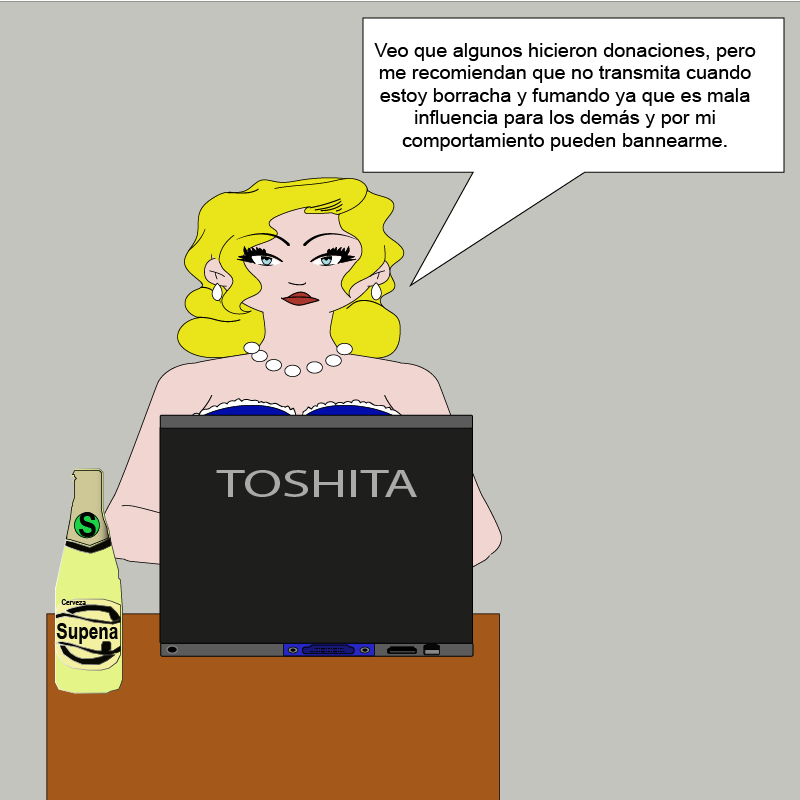 Veo que algunos hicieron donaciones, pero
me recomiendan que no transmita cuando
estoy borracha y fumando ya que es mala
influencia para los demás y por mi
comportamiento pueden bannearme.
TOSHITA
S
Cerveza
Supena